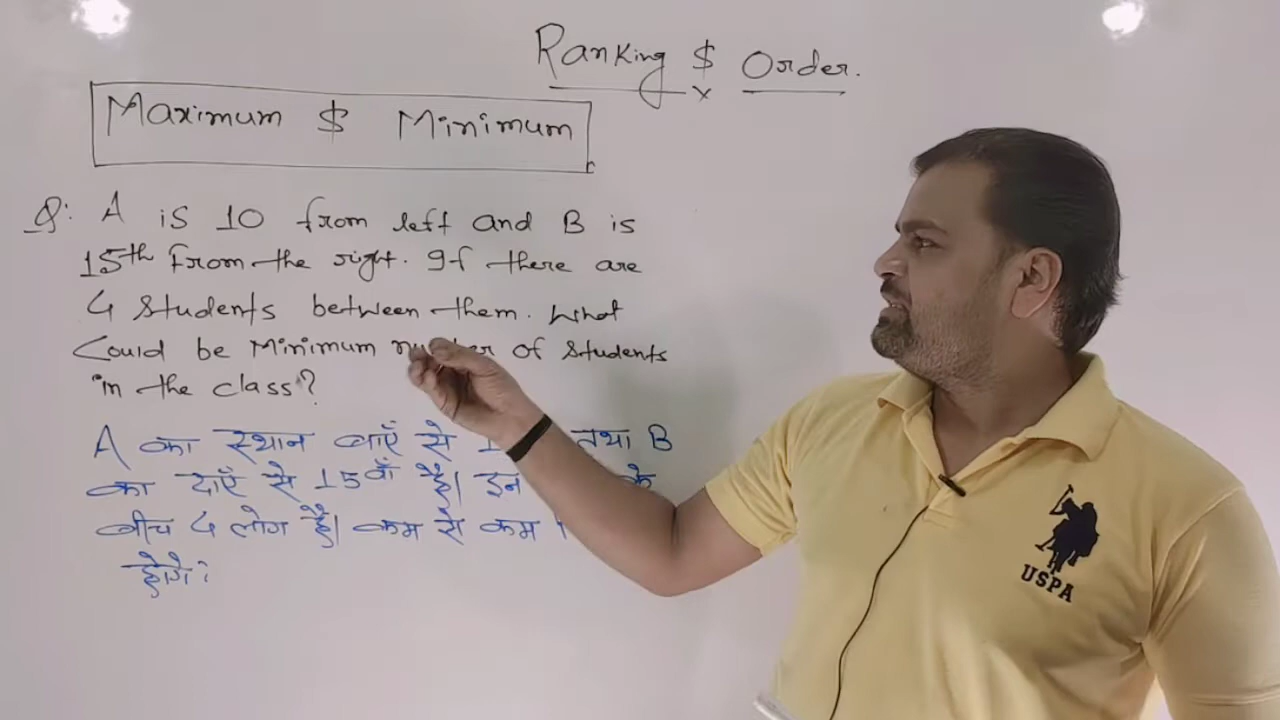 Ranking $ Order.
Maximum $ Minimum
Q: A is 10 from left and B is
15th from the right. If there are
4 students between them. What
Could be Minimum number of students
in the class?
A का स्थान बाएँ से तथा B
का दाएँ से 15वाँ है। इन के
बीच 4 लोग हैं। कम से कम
होंगे?
USPA